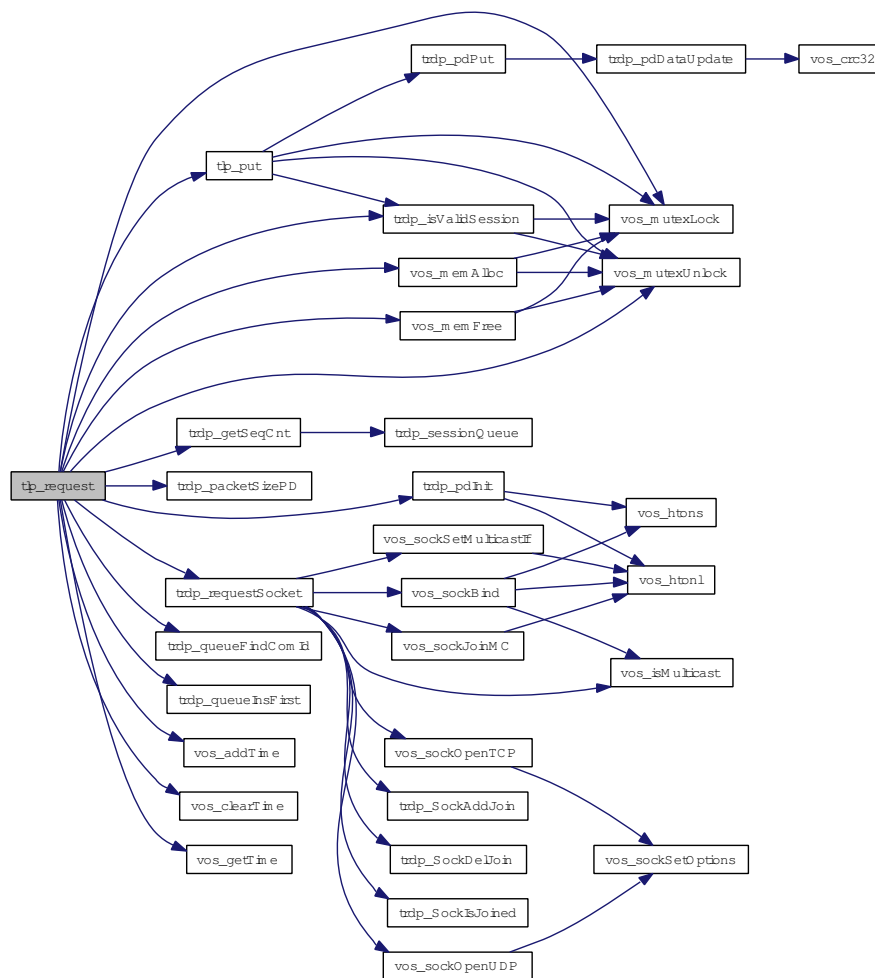 trdp_pdPut
trdp_pdDataUpdate
vos_crc32
tlp_put
trdp_isValidSession
vos_mutexLock
vos_memAlloc
vos_mutexUnlock
vos_memFree
trdp_getSeqCnt
trdp_sessionQueue
tlp_request
trdp_packetSizePD
trdp_pdInit
vos_htons
vos_sockSetMulticastIf
vos_htonl
trdp_requestSocket
vos_sockBind
trdp_queueFindComId
vos_sockJoinMC
vos_isMulticast
trdp_queueInsFirst
vos_addTime
vos_sockOpenTCP
vos_clearTime
trdp_SockAddJoin
vos_getTime
trdp_SockDelJoin
vos_sockSetOptions
trdp_SockIsJoined
vos_sockOpenUDP